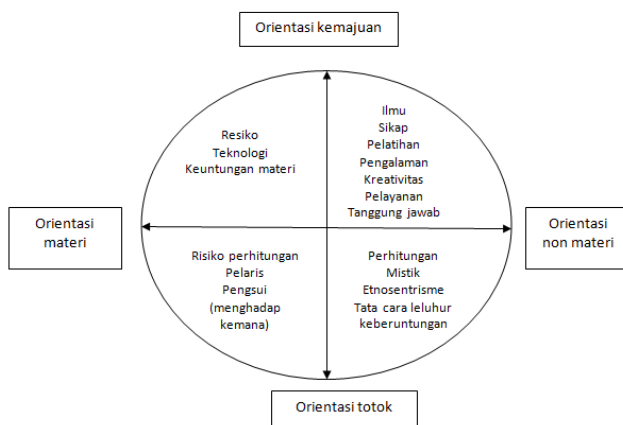 Orientasi kemajuan
Resiko
Teknologi
Keuntungan materi
Ilmu
Sikap
Pelatihan
Pengalaman
Kreativitas
Pelayanan
Tanggung jawab
Orientasi
materi
Orientasi
non materi
Risiko perhitungan
Pelaris
Pengsui
(menghadap
kemana)
Perhitungan
Mistik
Etnosentrisme
Tata cara leluhur
keberuntungan
Orientasi totok